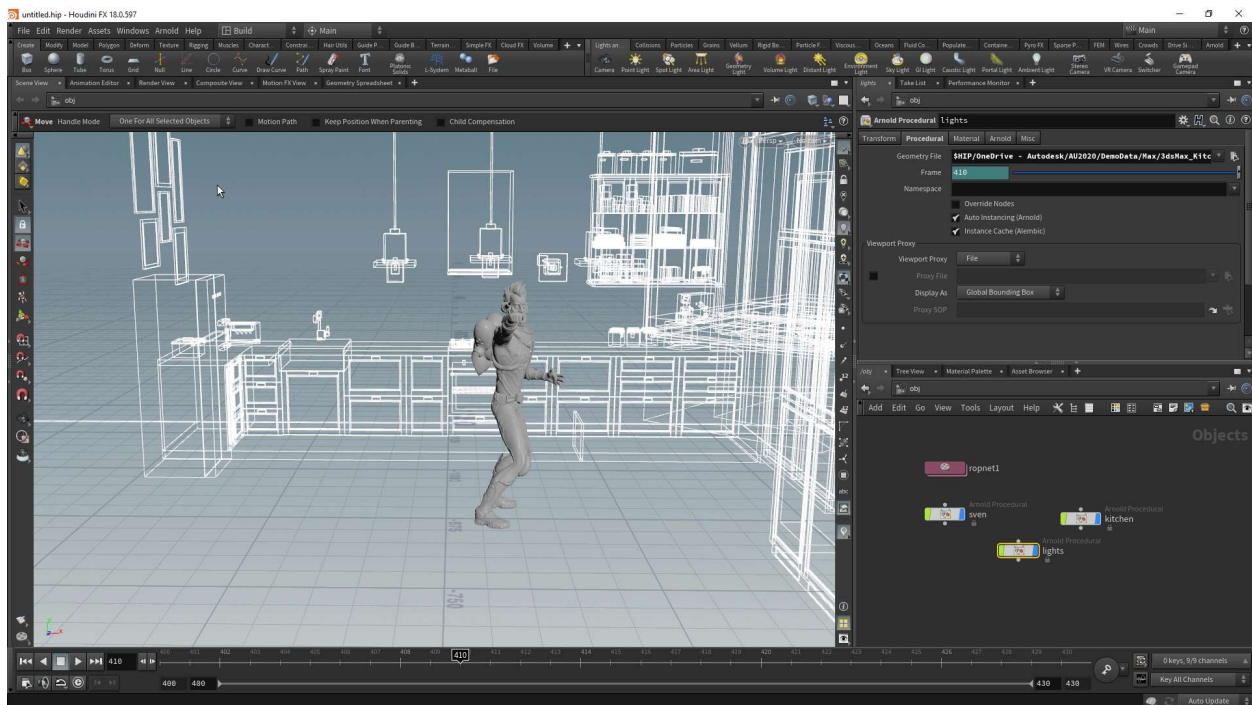 untitled.hip - Houdini FX 18.0.597
File Edit Render Assets Windows Arnold Help Build Main Main
Create Modify Model Polygon Deform Texture Rigging Muscles Charact... Constrai... Hair Utils Guide P... Guide B... Terrain... Simple FX Cloud FX Volume Lights an... Collisions Particles Grains Vellum Rigid Bo... Particle F... Viscous... Oceans Fluid Co... Populate... Containe... Pyro FX Sparse P... FEM Wires Crowds Drive Si... Arnold
Box Sphere Tube Torus Grid Null Line Circle Curve Draw Curve Path Spray Paint Font Platonic Solids L-System Metaball File Camera Point Light Spot Light Area Light Geometry Light Volume Light Distant Light Environment Light Sky Light GI Light Caustic Light Portal Light Ambient Light Stereo Camera VR Camera Switcher Gamepad Camera
Scene View Animation Editor Render View Composite View Motion FX View Geometry Spreadsheet
obj
Move Handle Mode One For All Selected Objects Motion Path Keep Position When Parenting Child Compensation
Persp
-750
12
abc
lights Take List Performance Monitor
obj
Arnold Procedural lights
Transform Procedural Material Arnold Misc
Geometry File $HIP/OneDrive - Autodesk/AU2020/DemoData/Max/3dsMax_Kitc
Frame 410
Namespace
Override Nodes
Auto Instancing (Arnold)
Instance Cache (Alembic)
Viewport Proxy
Viewport Proxy File
Proxy File
Display As Global Bounding Box
Proxy SOP
/obj Tree View Material Palette Asset Browser
obj
Add Edit Go View Tools Layout Help
Objects
ropnet1
Arnold Procedural
sven
Arnold Procedural
kitchen
Arnold Procedural
lights
410 400 401 402 403 404 405 406 407 408 409 410 411 412 413 414 415 416 417 418 419 420 421 422 423 424 425 426 427 428 429 430
400 400 430 430
0 keys, 9/9 channels
Key All Channels
Auto Update